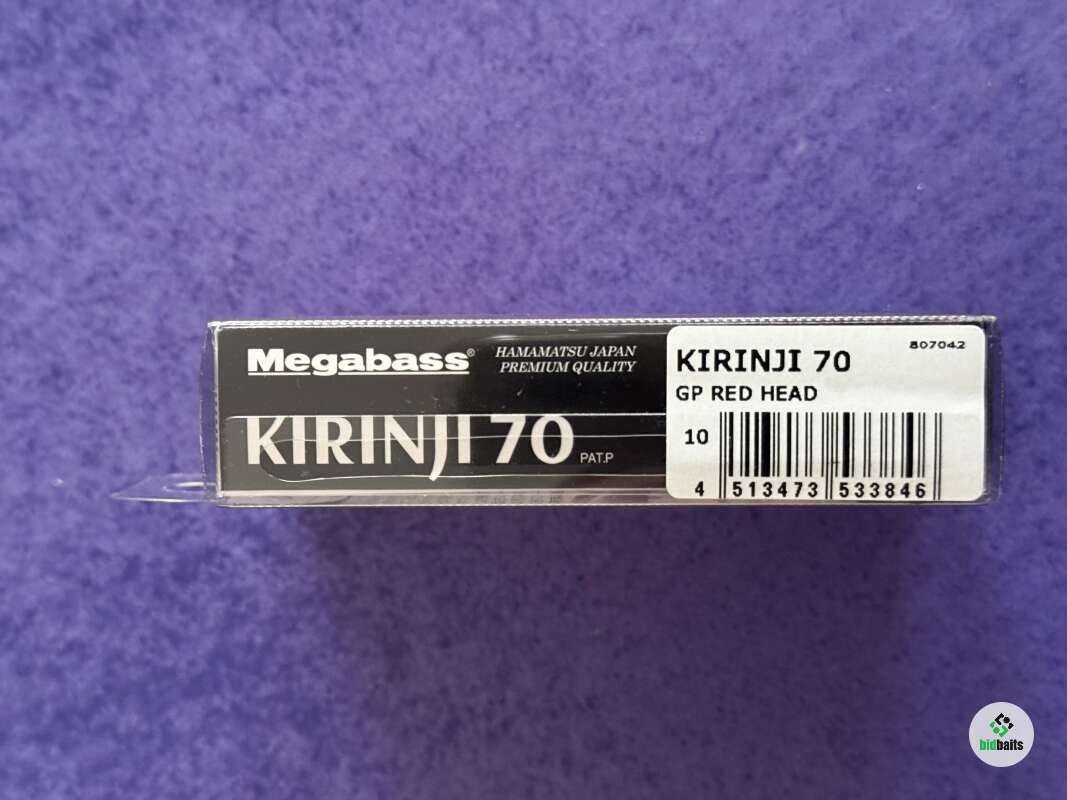 Megabass®
HAMAMATSU JAPAN
PREMIUM QUALITY
KIRINJI 70
PAT.P
807042
KIRINJI 70
GP RED HEAD
10
4 513473 533846
bidbaits